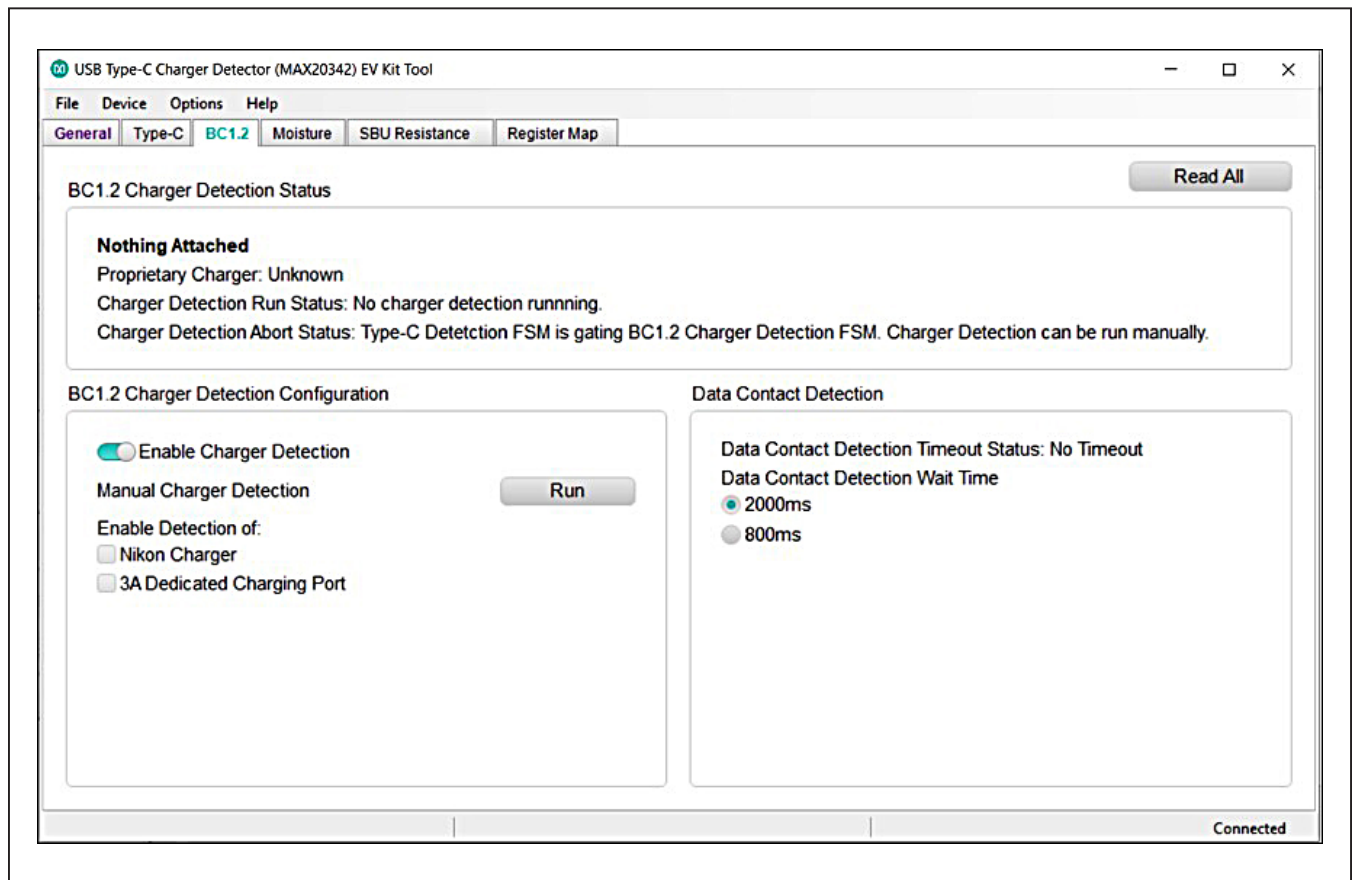 USB Type-C Charger Detector (MAX20342) EV Kit Tool
File Device Options Help
General Type-C BC1.2 Moisture SBU Resistance Register Map
Read All
BC1.2 Charger Detection Status
Nothing Attached
Proprietary Charger: Unknown
Charger Detection Run Status: No charger detection runnning.
Charger Detection Abort Status: Type-C Detetction FSM is gating BC1.2 Charger Detection FSM. Charger Detection can be run manually.
BC1.2 Charger Detection Configuration
Enable Charger Detection
Manual Charger Detection Run
Enable Detection of:
Nikon Charger
3A Dedicated Charging Port
Data Contact Detection
Data Contact Detection Timeout Status: No Timeout
Data Contact Detection Wait Time
2000ms
800ms
Connected